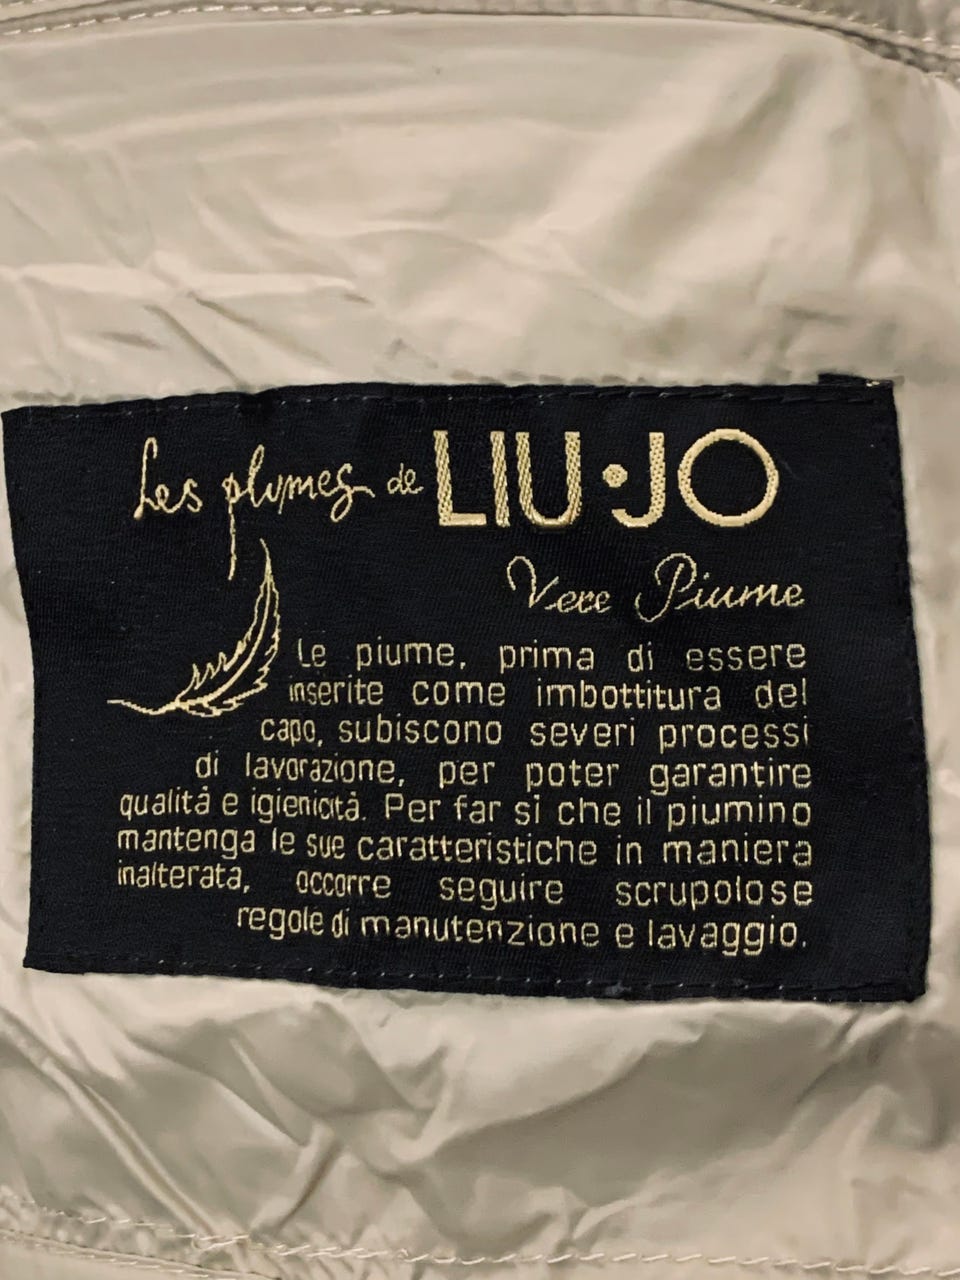 Les plumes de LIU•JO
Vere Piume
Le piume, prima di essere
inserite come imbottitura del
capo, subiscono severi processi
di lavorazione, per poter garantire
qualità e igienicità. Per far sì che il piumino
mantenga le sue caratteristiche in maniera
inalterata, occorre seguire scrupolose
regole di manutenzione e lavaggio.